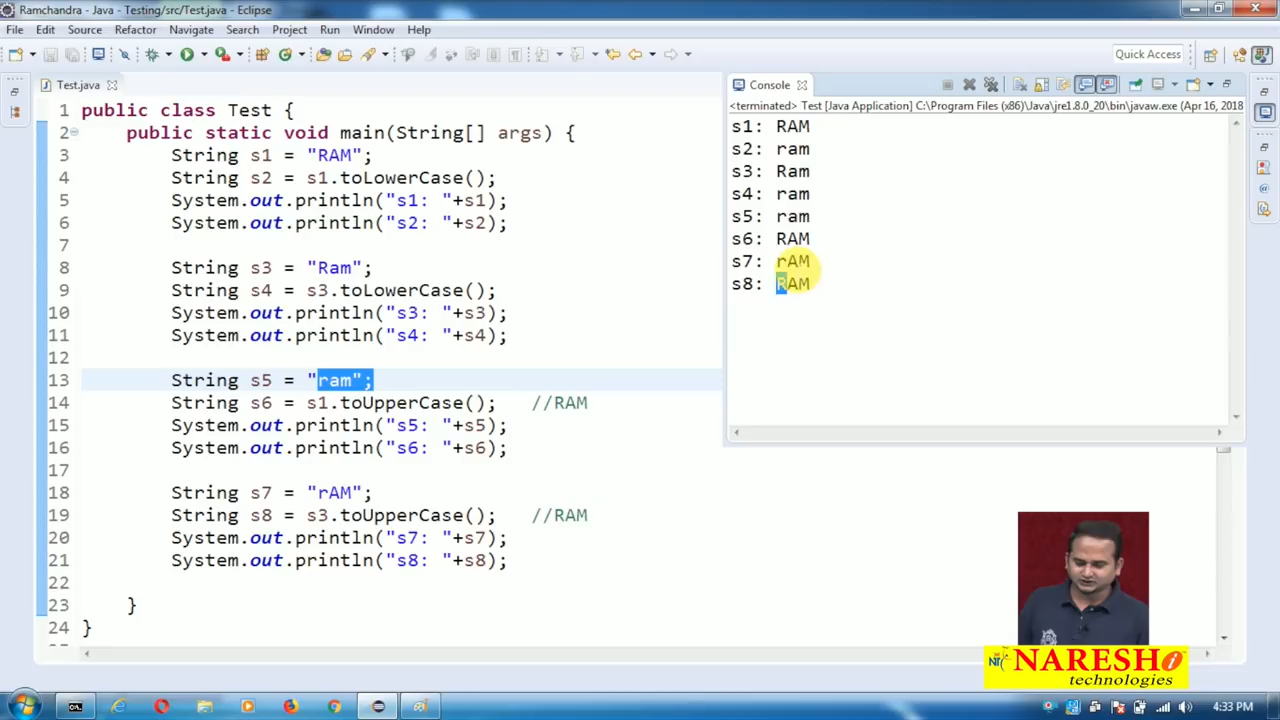 Ramchandra - Java - Testing/src/Test.java - Eclipse
File Edit Source Refactor Navigate Search Project Run Window Help
Quick Access
Test.java
1 public class Test {
2 public static void main(String[] args) {
3 String s1 = "RAM";
4 String s2 = s1.toLowerCase();
5 System.out.println("s1: "+s1);
6 System.out.println("s2: "+s2);
7
8 String s3 = "Ram";
9 String s4 = s3.toLowerCase();
10 System.out.println("s3: "+s3);
11 System.out.println("s4: "+s4);
12
13 String s5 = "ram";
14 String s6 = s1.toUpperCase(); //RAM
15 System.out.println("s5: "+s5);
16 System.out.println("s6: "+s6);
17
18 String s7 = "rAM";
19 String s8 = s3.toUpperCase(); //RAM
20 System.out.println("s7: "+s7);
21 System.out.println("s8: "+s8);
22
23 }
24 }
Console
<terminated> Test [Java Application] C:\Program Files (x86)\Java\jre1.8.0_20\bin\javaw.exe (Apr 16, 2018
s1: RAM
s2: ram
s3: Ram
s4: ram
s5: ram
s6: RAM
s7: rAM
s8: RAM
NARESH i
technologies
4:33 PM